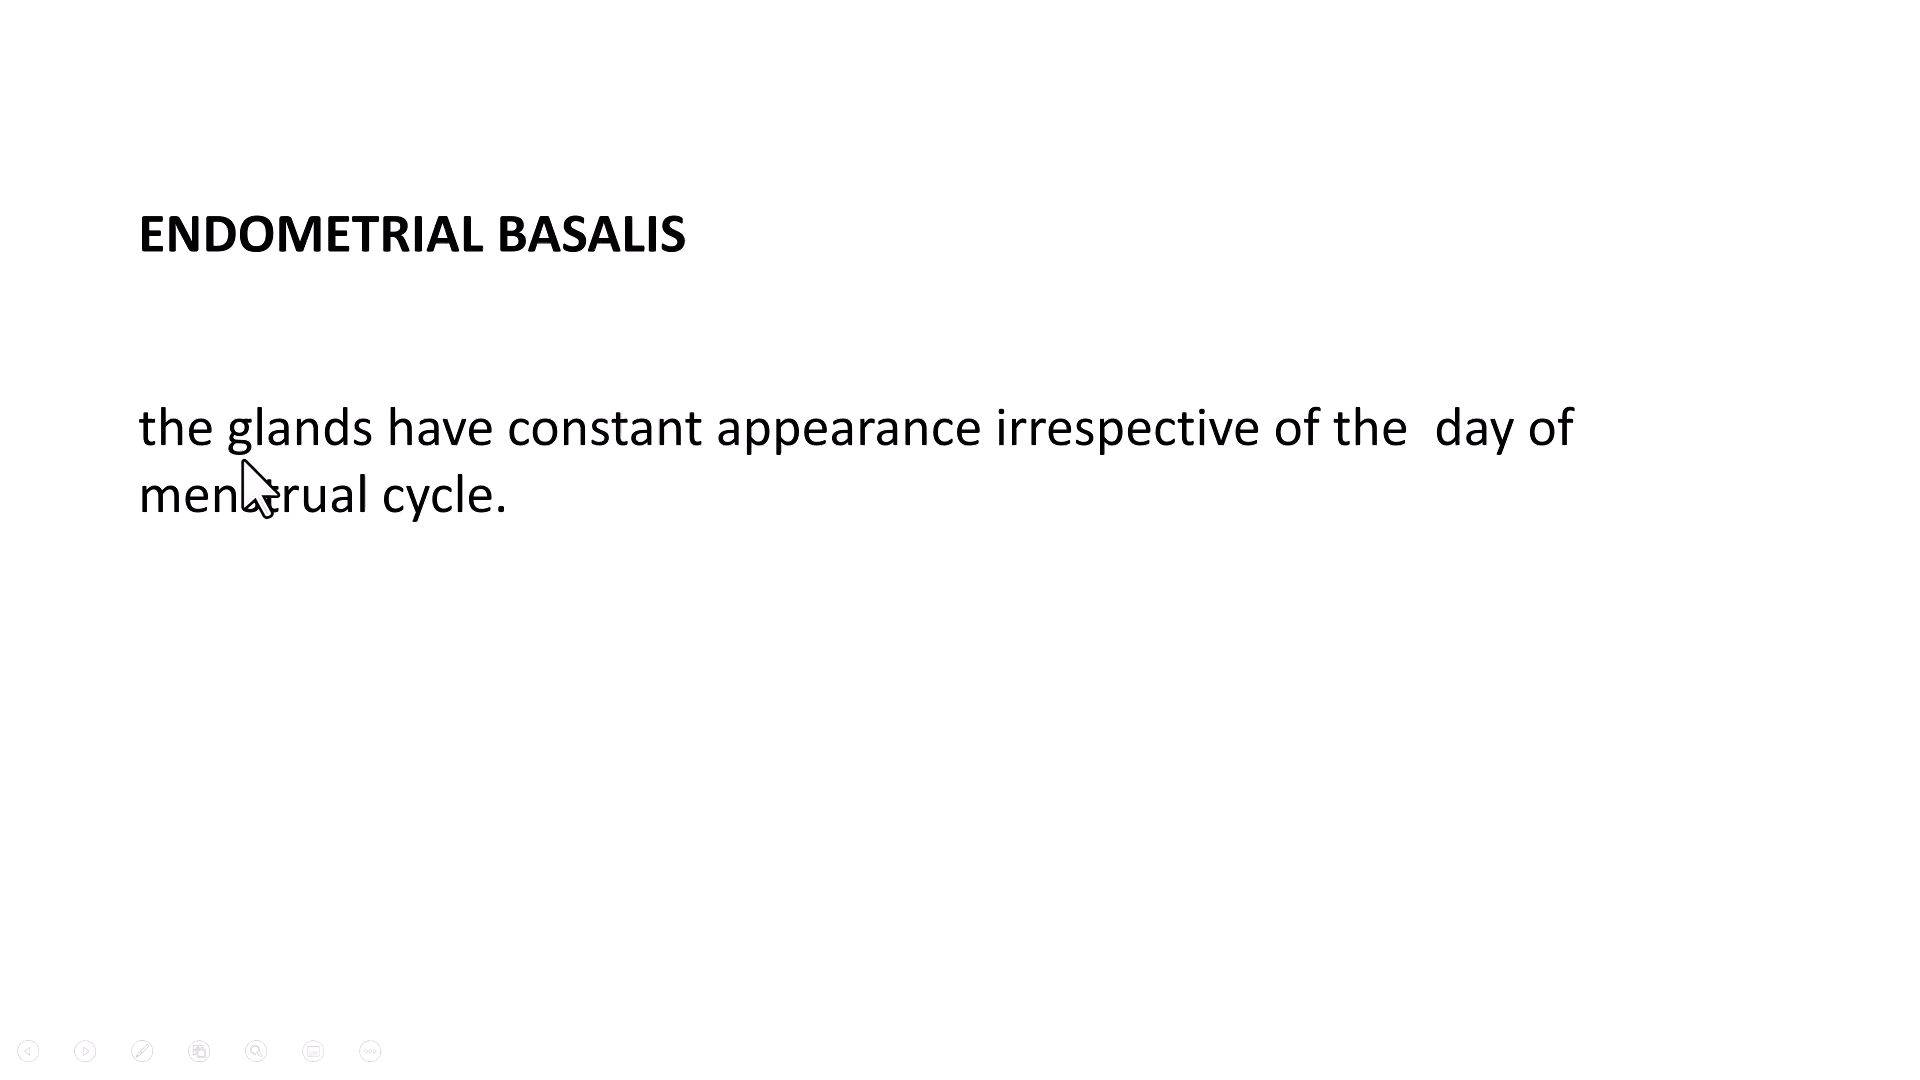 ENDOMETRIAL BASALIS
the glands have constant appearance irrespective of the  day of
menstrual cycle.